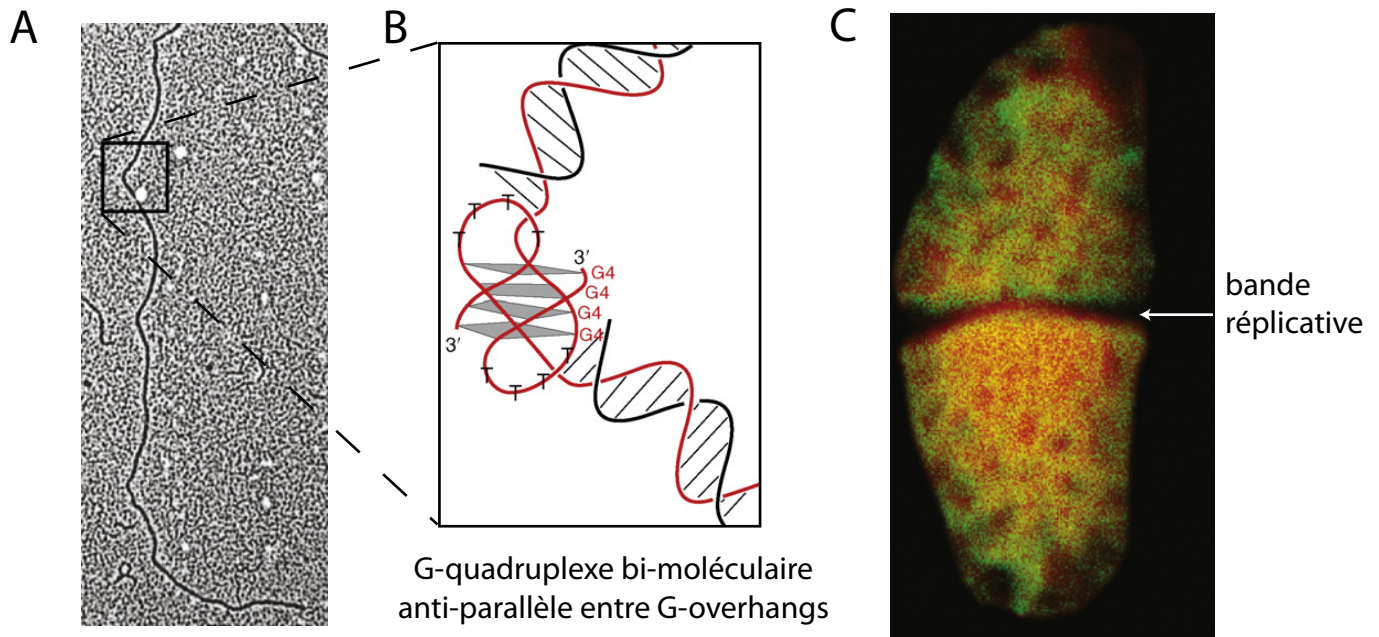 A
B
C
T
T
T
T
3′
G4
G4
G4
G4
3′
T
T
T
T
bande
réplicative
G-quadruplexe bi-moléculaire
anti-parallèle entre G-overhangs